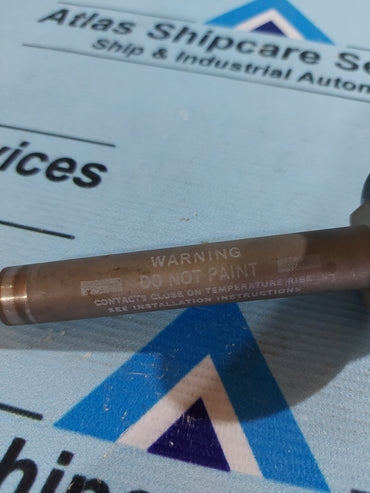 Atlas Shipcare Se
Ship & Industrial Autom
vices
WARNING
DO NOT PAINT
CONTACTS CLOSE ON TEMPERATURE RISE
SEE INSTALLATION INSTRUCTIONS
Shipc